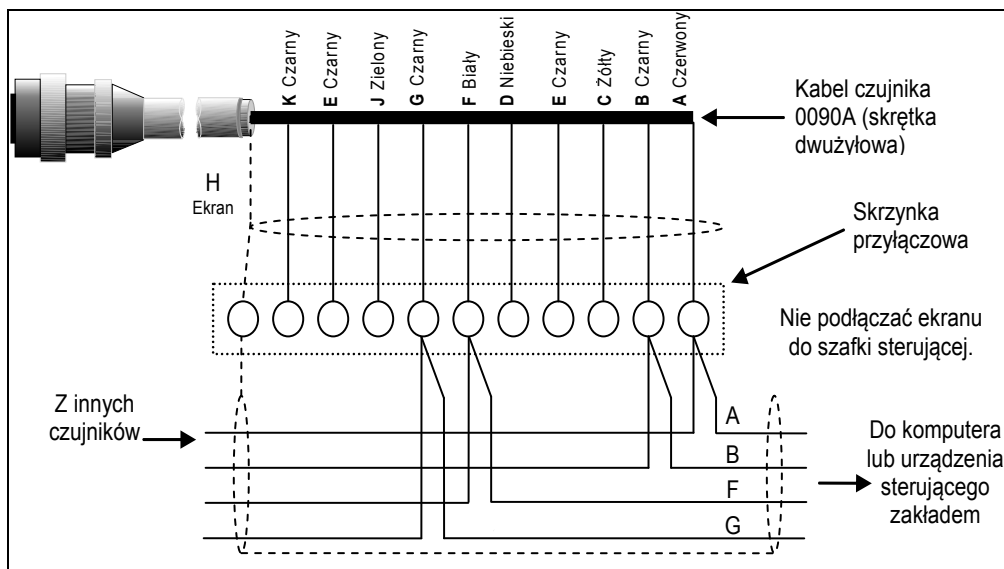 K Czarny
E Czarny
J Zielony
G Czarny
F Biały
D Niebieski
E Czarny
C Żółty
B Czarny
A Czerwony
Kabel czujnika
0090A (skrętka
dwużyłowa)
H
Ekran
Skrzynka
przyłączowa
Nie podłączać ekranu
do szafki sterującej.
Z innych
czujników
A
B
F
G
Do komputera
lub urządzenia
sterującego
zakładem